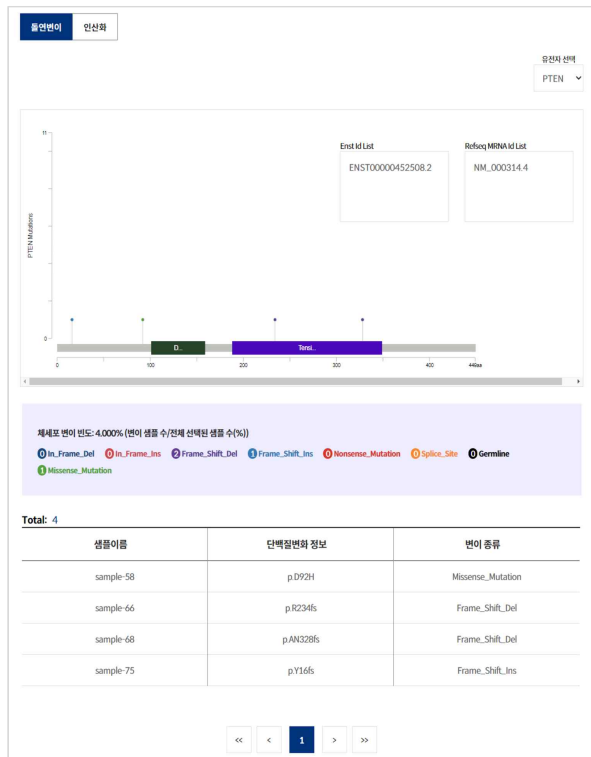 돌연변이 인산화
유전자 선택
PTEN
11
Enst Id List Refseq MRNA Id List
ENST00000452508.2 NM_000314.4
PTEN Mutations
0
D.. Tensi..
0 100 200 300 400 449aa
체세포 변이 빈도: 4.000% (변이 샘플 수/전체 선택된 샘플 수(%))
0 In_Frame_Del 0 In_Frame_Ins 2 Frame_Shift_Del 1 Frame_Shift_Ins 0 Nonsense_Mutation 0 Splice_Site 0 Germline
1 Missense_Mutation
Total: 4
샘플이름 단백질변화 정보 변이 종류
sample-58 p.D92H Missense_Mutation
sample-66 p.R234fs Frame_Shift_Del
sample-68 p.AN328fs Frame_Shift_Del
sample-75 p.Y16fs Frame_Shift_Ins
« < 1 > »